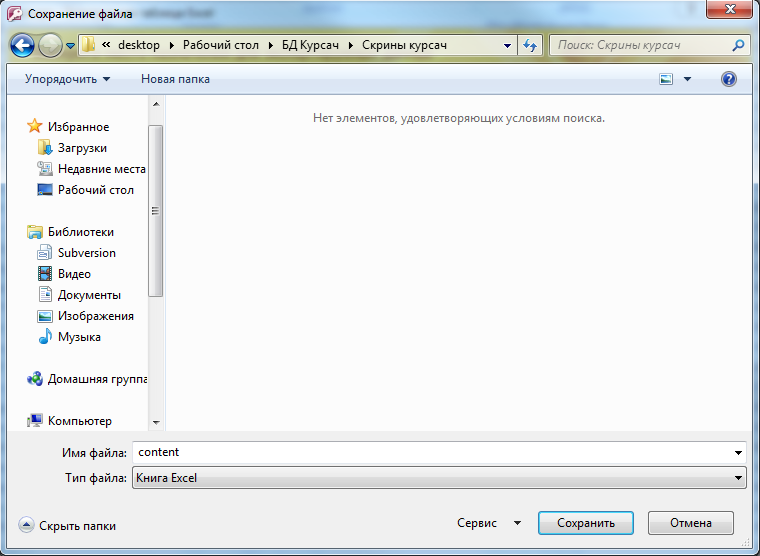 Сохранение файла
« desktop Рабочий стол БД Курсач Скрины курсач
Поиск: Скрины курсач
Упорядочить Новая папка
Нет элементов, удовлетворяющих условиям поиска.
Избранное
Загрузки
Недавние места
Рабочий стол
Библиотеки
Subversion
Видео
Документы
Изображения
Музыка
Домашняя группа
Компьютер
Имя файла: content
Тип файла: Книга Excel
Скрыть папки Сервис Сохранить Отмена